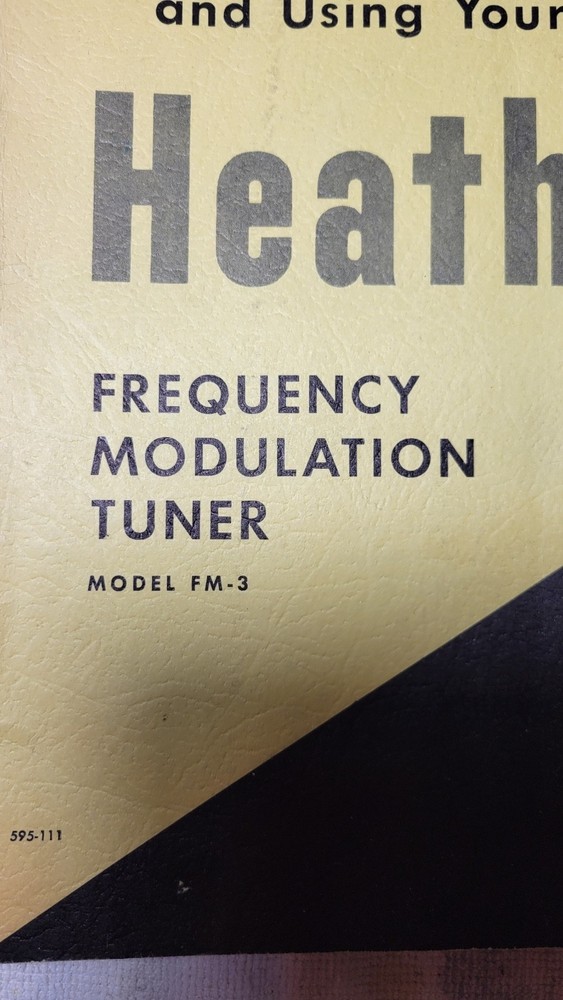 and Using Your
Heath
FREQUENCY
MODULATION
TUNER
MODEL FM-3
595-111